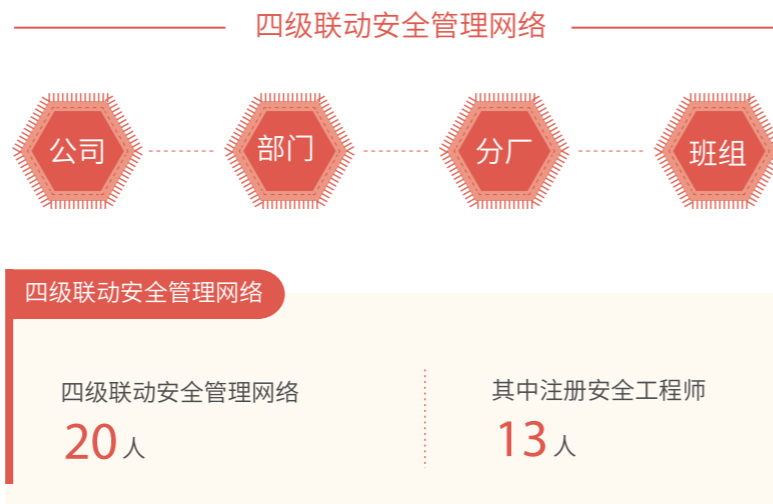 四级联动安全管理网络
公司
部门
分厂
班组
四级联动安全管理网络
四级联动安全管理网络
20人
其中注册安全工程师
13人